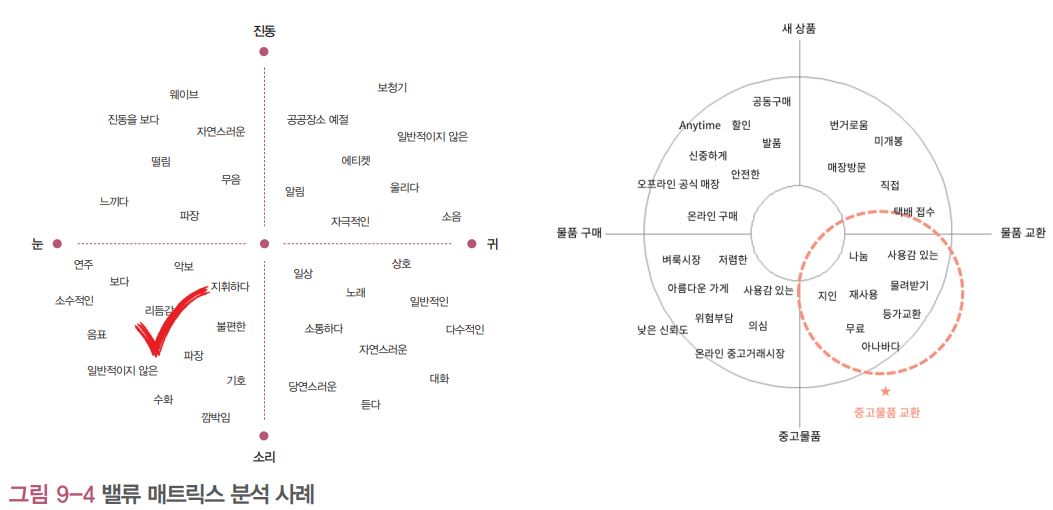 진동
웨이브
보청기
진동을 보다
자연스러운
공공장소 예절
일반적이지 않은
떨림
무음
에티켓
알림
울리다
느끼다
파장
자극적인
소음
눈
귀
연주
악보
보다
지휘하다
소수적인
리듬감
음표
불편한
파장
일반적이지 않은
기호
수화
깜박임
일상
상호
노래
일반적인
소통하다
다수적인
자연스러운
당연스러운
대화
듣다
소리
새 상품
공동구매
Anytime 할인
발품
신중하게
안전한
오프라인 공식 매장
온라인 구매
번거로움
미개봉
매장방문
직접
택배 접수
물품 구매
물품 교환
벼룩시장 저렴한
아름다운 가게 사용감 있는
위험부담
낮은 신뢰도
의심
온라인 중고거래시장
나눔 사용감 있는
지인 재사용 물려받기
등가교환
무료
아나바다
중고물품 교환
중고물품
그림 9-4 밸류 매트릭스 분석 사례